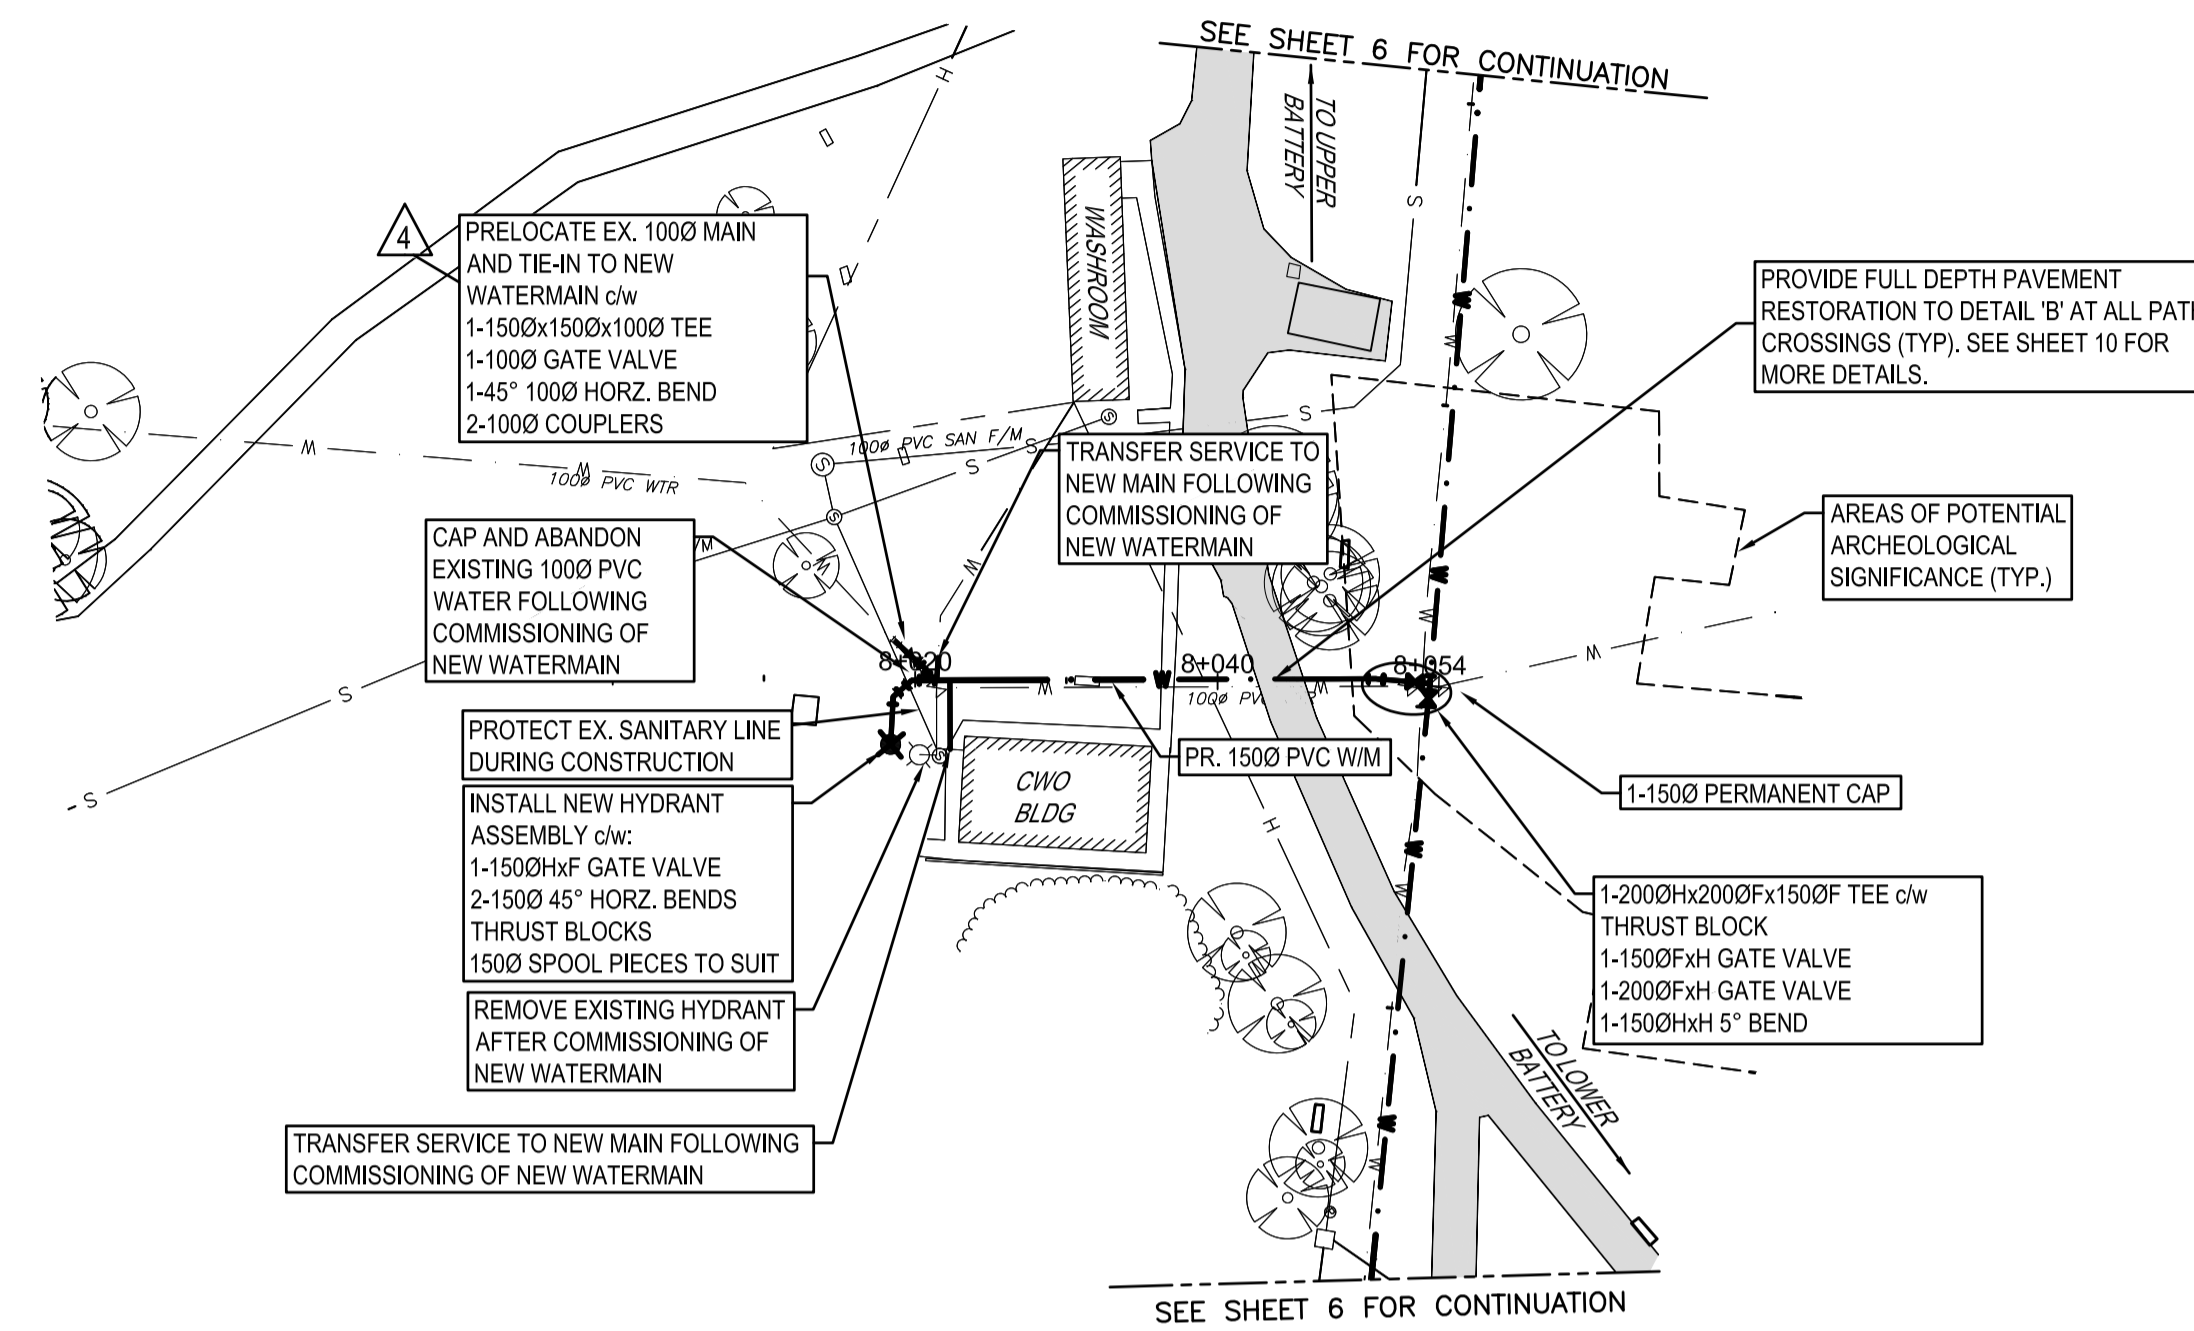 SEE SHEET 6 FOR CONTINUATION
TO UPPER
BATTERY
4
PRELOCATE EX. 100Ø MAIN
AND TIE-IN TO NEW
WATERMAIN c/w
1-150Øx150Øx100Ø TEE
1-100Ø GATE VALVE
1-45° 100Ø HORZ. BEND
2-100Ø COUPLERS
H
WASHROOM
S
W
W
PROVIDE FULL DEPTH PAVEMENT
RESTORATION TO DETAIL 'B' AT ALL PATH
CROSSINGS (TYP). SEE SHEET 10 FOR
MORE DETAILS.
S
S
W
W
100Ø PVC WTR
100Ø PVC SAN F/M
S
S
TRANSFER SERVICE TO
NEW MAIN FOLLOWING
COMMISSIONING OF
NEW WATERMAIN
AREAS OF POTENTIAL
ARCHEOLOGICAL
SIGNIFICANCE (TYP.)
CAP AND ABANDON
EXISTING 100Ø PVC
WATER FOLLOWING
COMMISSIONING OF
NEW WATERMAIN
/M
S
W
W
W
W
8+020
8+040
8+054
W
W
W
W
100Ø PV
S
S
PROTECT EX. SANITARY LINE
DURING CONSTRUCTION
S
PR. 150Ø PVC W/M
CWO
BLDG
1-150Ø PERMANENT CAP
INSTALL NEW HYDRANT
ASSEMBLY c/w:
1-150ØHxF GATE VALVE
2-150Ø 45° HORZ. BENDS
THRUST BLOCKS
150Ø SPOOL PIECES TO SUIT
H
W
W
1-200ØHx200ØFx150ØF TEE c/w
THRUST BLOCK
1-150ØFxH GATE VALVE
1-200ØFxH GATE VALVE
1-150ØHxH 5° BEND
REMOVE EXISTING HYDRANT
AFTER COMMISSIONING OF
NEW WATERMAIN
TO LOWER
BATTERY
TRANSFER SERVICE TO NEW MAIN FOLLOWING
COMMISSIONING OF NEW WATERMAIN
W
W
SEE SHEET 6 FOR CONTINUATION